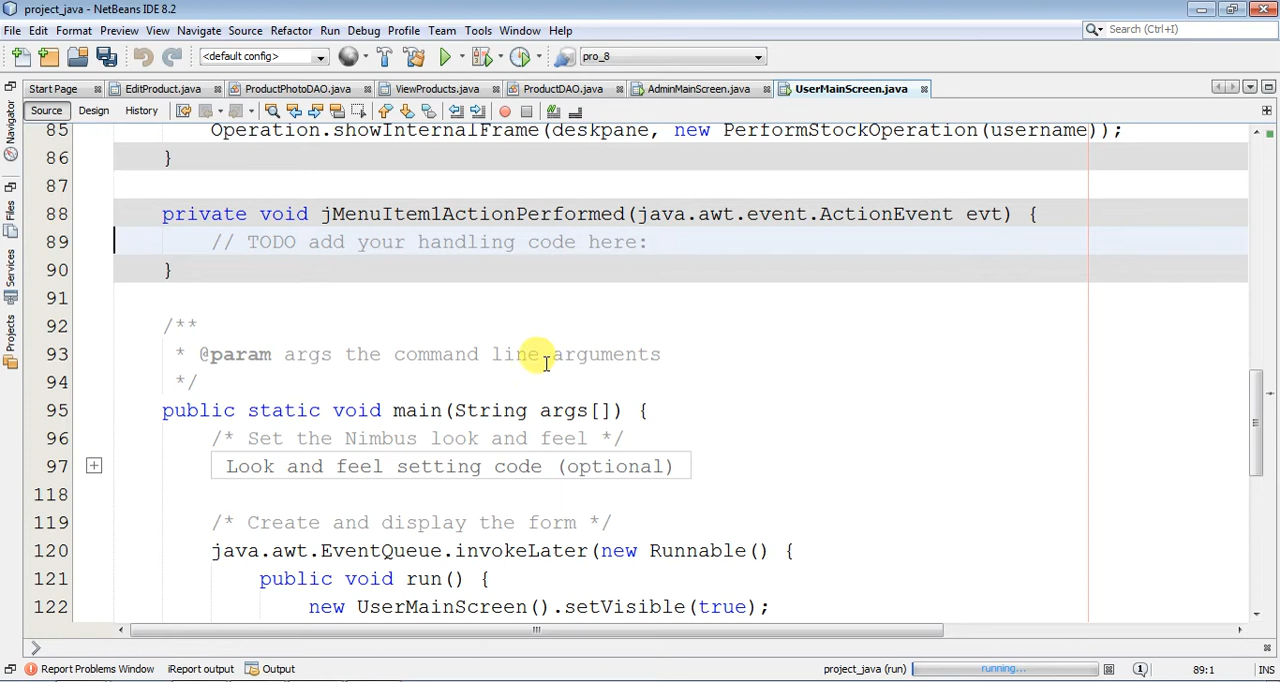 project_java - NetBeans IDE 8.2
File Edit Format Preview View Navigate Source Refactor Run Debug Profile Team Tools Window Help
Search (Ctrl+I)
<default config>
pro_8
Start Page EditProduct.java ProductPhotoDAO.java ViewProducts.java ProductDAO.java AdminMainScreen.java UserMainScreen.java
Source Design History
Navigator
Files
Services
Projects
85 Operation.showInternalFrame(deskpane, new PerformStockOperation(username));
86 }
87
88 private void jMenuItem1ActionPerformed(java.awt.event.ActionEvent evt) {
89 // TODO add your handling code here:
90 }
91
92 /**
93 * @param args the command line arguments
94 */
95 public static void main(String args[]) {
96 /* Set the Nimbus look and feel */
97 Look and feel setting code (optional)
118
119 /* Create and display the form */
120 java.awt.EventQueue.invokeLater(new Runnable() {
121 public void run() {
122 new UserMainScreen().setVisible(true);
Report Problems Window iReport output Output
project_java (run) running... 89:1 INS